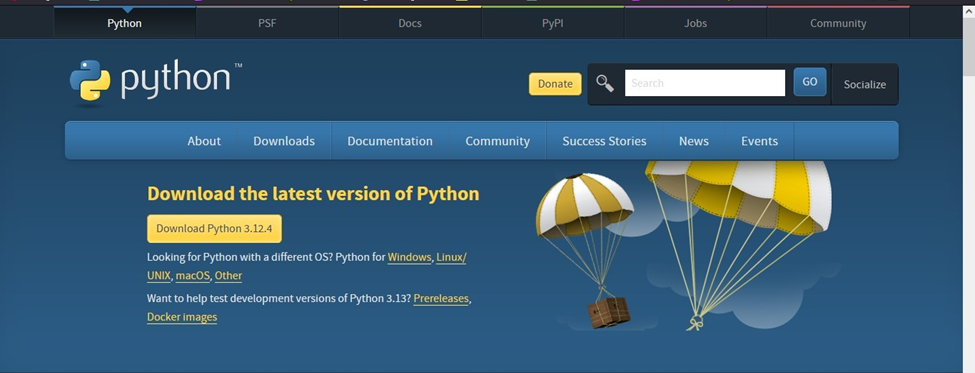 Python PSF Docs PyPI Jobs Community
python™
Donate Search GO Socialize
About Downloads Documentation Community Success Stories News Events
Download the latest version of Python
Download Python 3.12.4
Looking for Python with a different OS? Python for Windows, Linux/
UNIX, macOS, Other
Want to help test development versions of Python 3.13? Prereleases,
Docker images